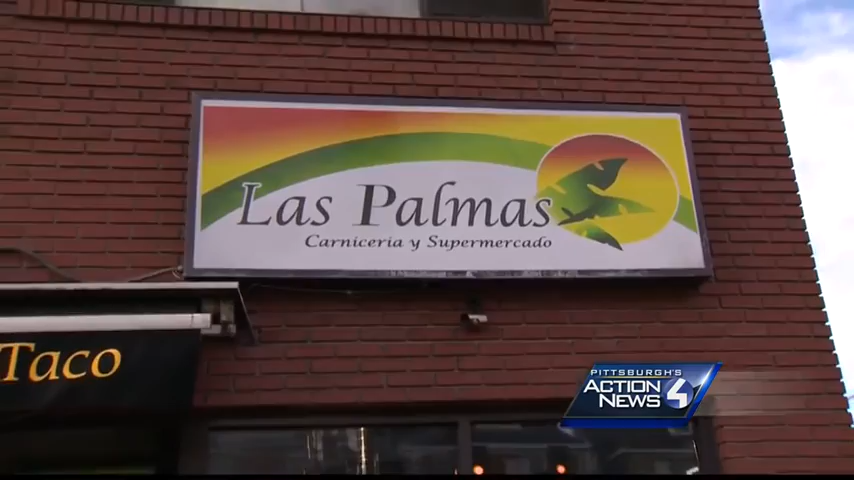 Las Palmas
Carniceria y Supermercado
Taco
PITTSBURGH'S
ACTION
NEWS 4